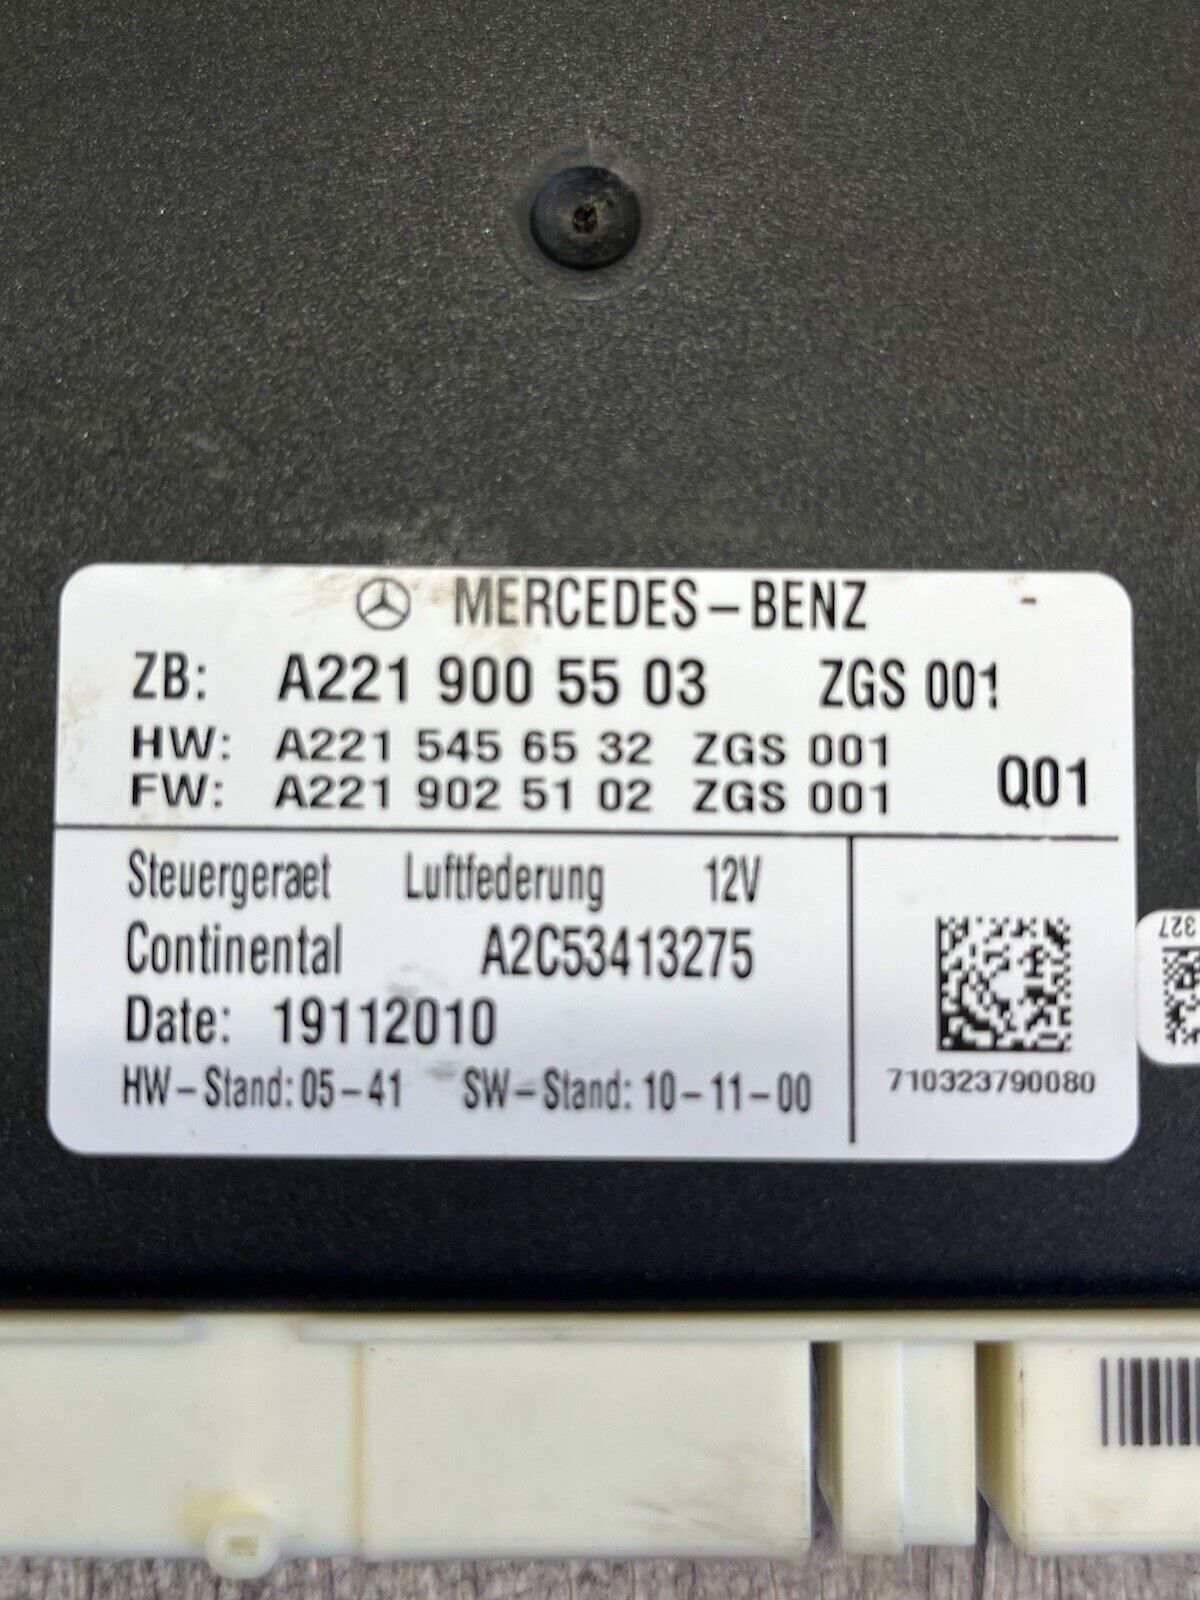 MERCEDES-BENZ
ZB: A221 900 55 03 ZGS 001
HW: A221 545 65 32 ZGS 001
FW: A221 902 51 02 ZGS 001
Q01
Steuergeraet Luftfederung 12V
Continental A2C53413275
Date: 19112010
HW-Stand: 05-41 SW-Stand: 10-11-00
710323790080
327